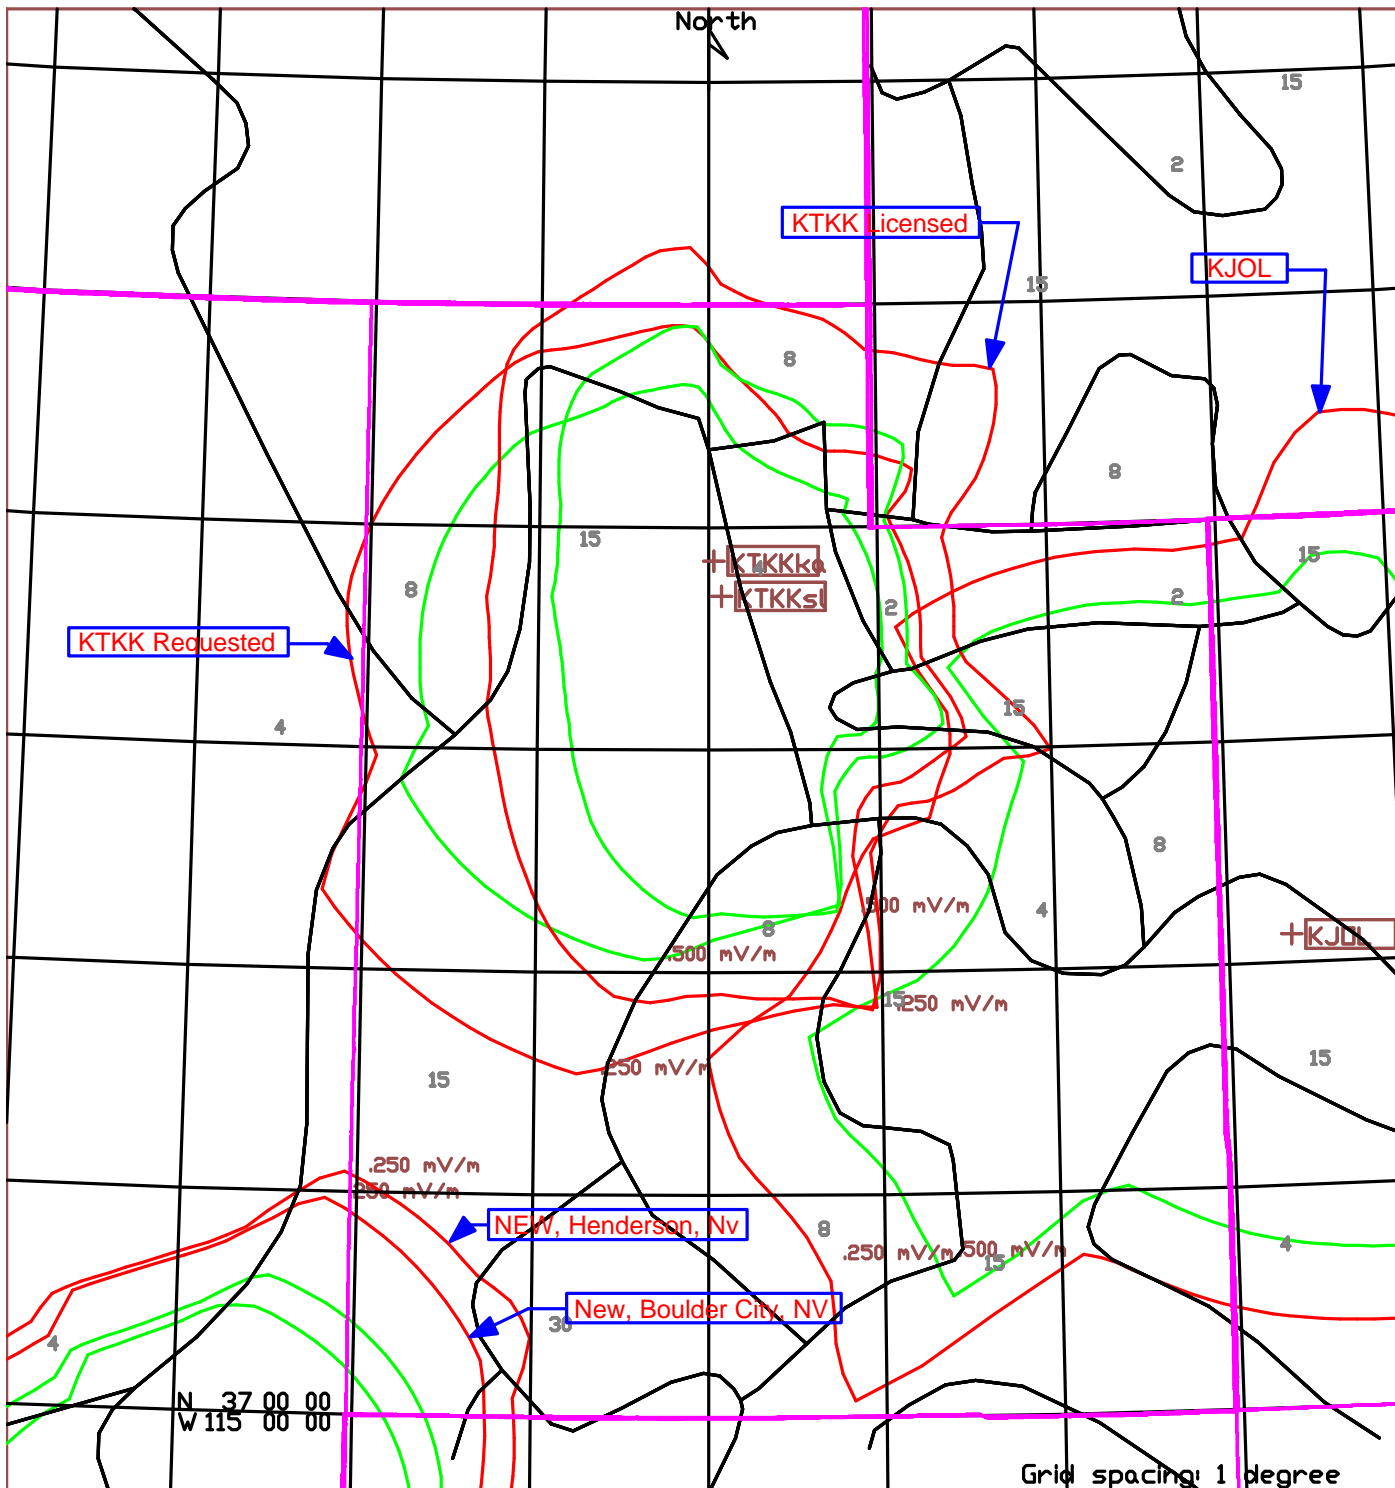 North
15
2
KTKK Licensed
KJOL
15
8
8
15
15
KTKKka
4
8
KTKKsl
2
2
KTKK Requested
15
4
8
.500 mV/m
4
8
KJOL
.500 mV/m
15
.250 mV/m
15
.250 mV/m
15
.250 mV/m
.250 mV/m
NEW, Henderson, Nv
8
.250 mV/m
.500 mV/m
4
15
New, Boulder City, NV
30
4
N 37 00 00
W 115 00 00
Grid spacing: 1 degree